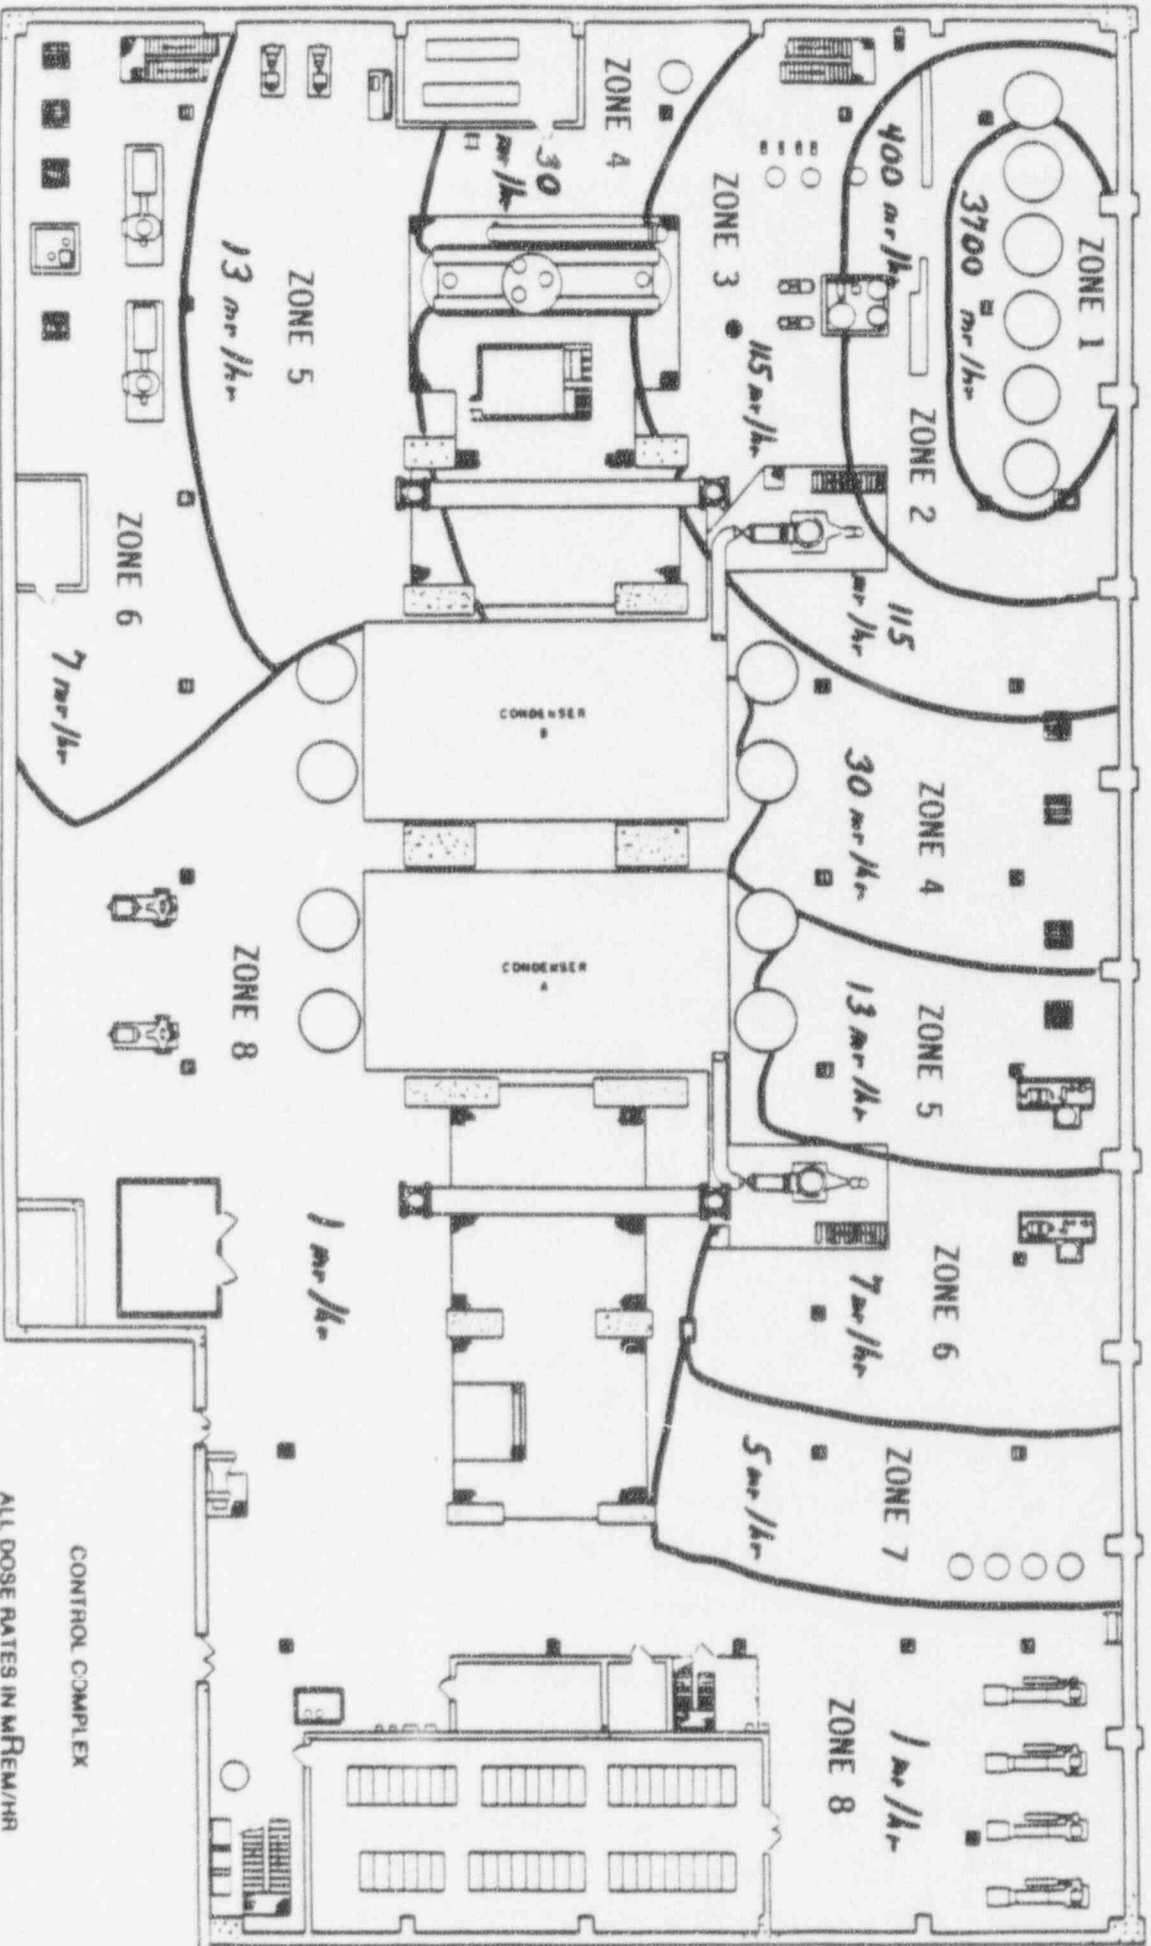 ZONE 1
3700 mr/hr
400 mr/hr
ZONE 2
ZONE 3
115 mr/hr
115
mr/hr
ZONE 4
30
mr/hr
ZONE 4
30 mr/hr
ZONE 5
13 mr/hr
ZONE 5
13 mr/hr
ZONE 6
7 mr/hr
ZONE 6
7 mr/hr
ZONE 7
5 mr/hr
ZONE 8
1 mr/hr
ZONE 8
1 mr/hr
CONDENSER
B
CONDENSER
A
CONTROL COMPLEX
ALL DOSE RATES IN MREM/HR